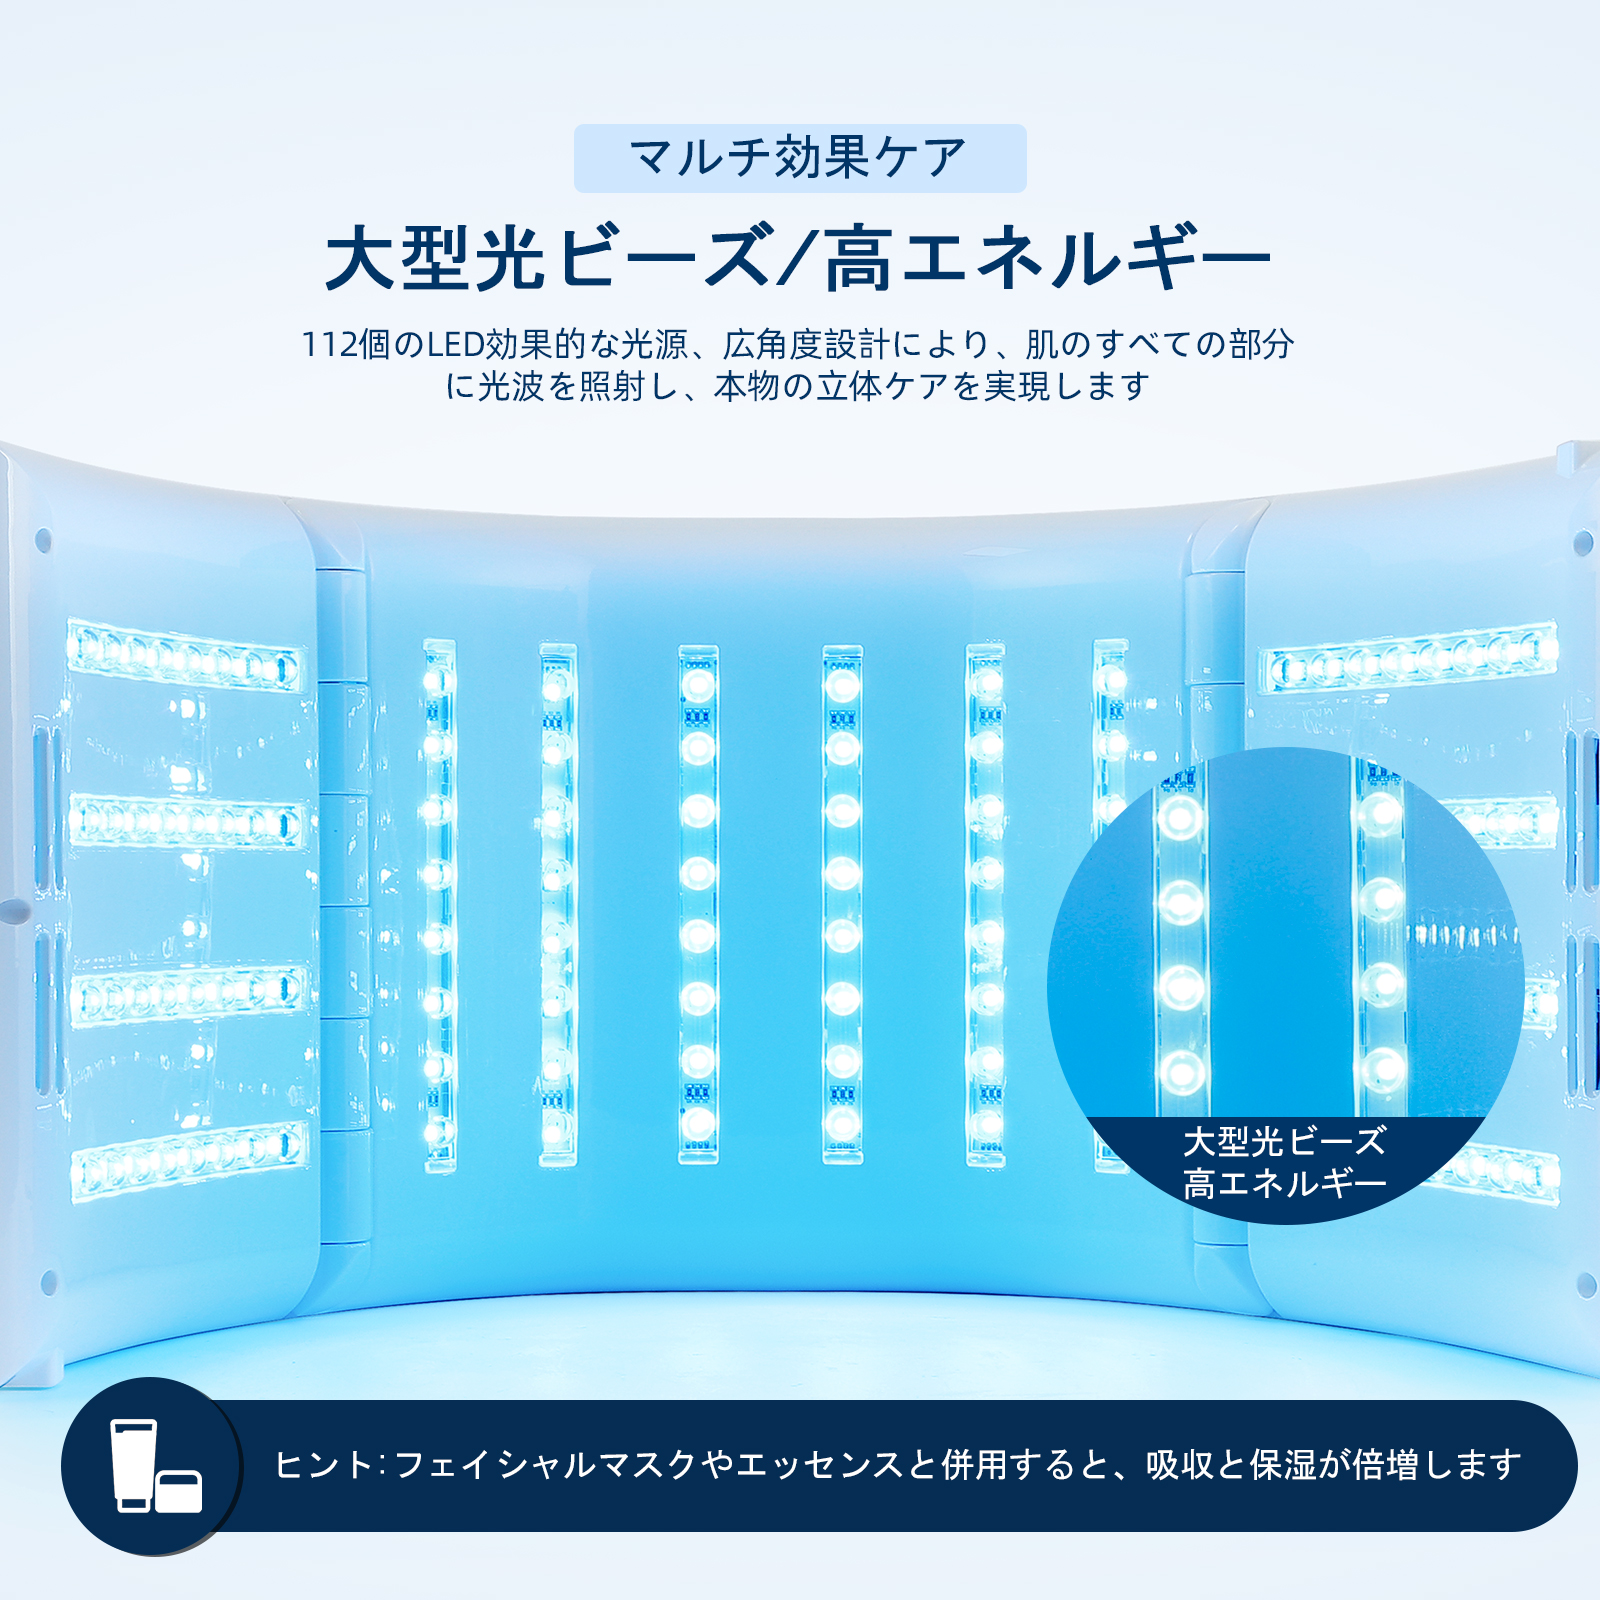 マルチ効果ケア
大型光ビーズ/高エネルギー
112個のLED効果的な光源、広角度設計により、肌のすべての部分
に光波を照射し、本物の立体ケアを実現します
大型光ビーズ
高エネルギー
ヒント:フェイシャルマスクやエッセンスと併用すると、吸収と保湿が倍増します